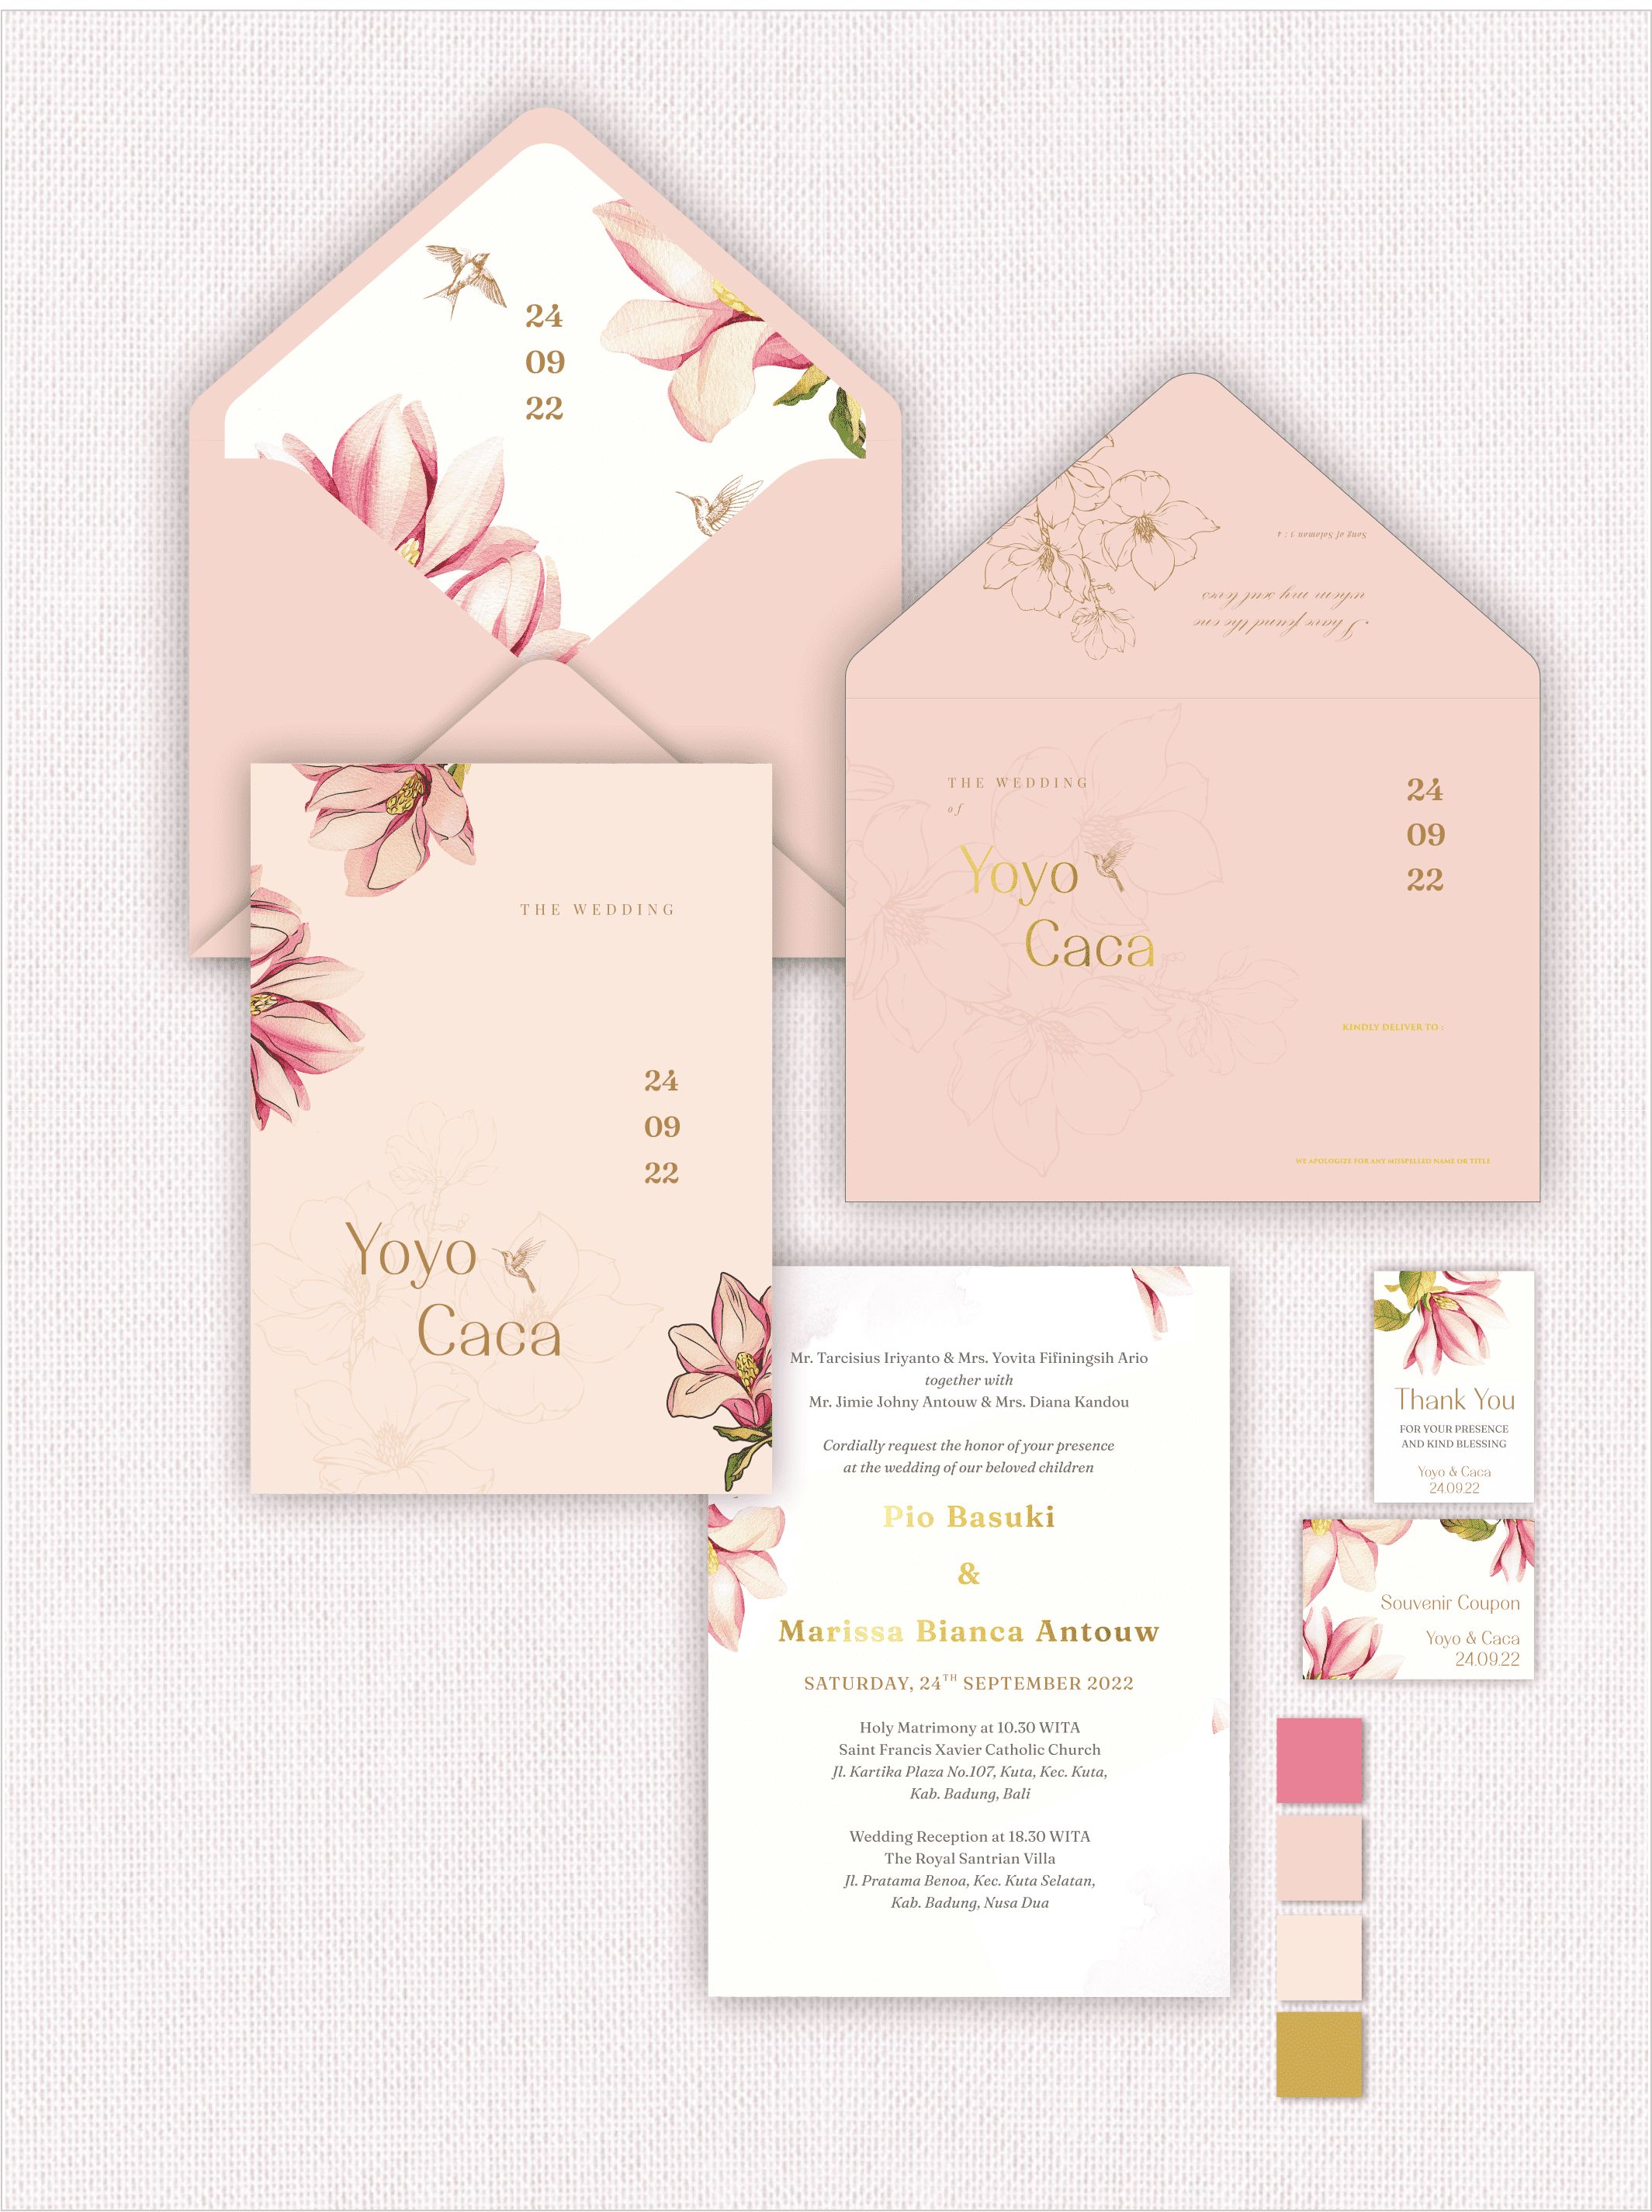 24
09
22
Song of Solomon 3 : 4
I have found the one
whom my soul loves
THE WEDDING
of
Yoyo
Caca
24
09
22
KINDLY DELIVER TO :
WE APOLOGIZE FOR ANY MISSPELLED NAME OR TITLE
THE WEDDING
24
09
22
Yoyo
Caca
Mr. Tarcisius Iriyanto & Mrs. Yovita Fifiningsih Ario
together with
Mr. Jimie Johny Antouw & Mrs. Diana Kandou
Cordially request the honor of your presence
at the wedding of our beloved children
Pio Basuki
&
Marissa Bianca Antouw
SATURDAY, 24TH SEPTEMBER 2022
Holy Matrimony at 10.30 WITA
Saint Francis Xavier Catholic Church
Jl. Kartika Plaza No.107, Kuta, Kec. Kuta,
Kab. Badung, Bali
Wedding Reception at 18.30 WITA
The Royal Santrian Villa
Jl. Pratama Benoa, Kec. Kuta Selatan,
Kab. Badung, Nusa Dua
Thank You
FOR YOUR PRESENCE
AND KIND BLESSING
Yoyo & Caca
24.09.22
Souvenir Coupon
Yoyo & Caca
24.09.22